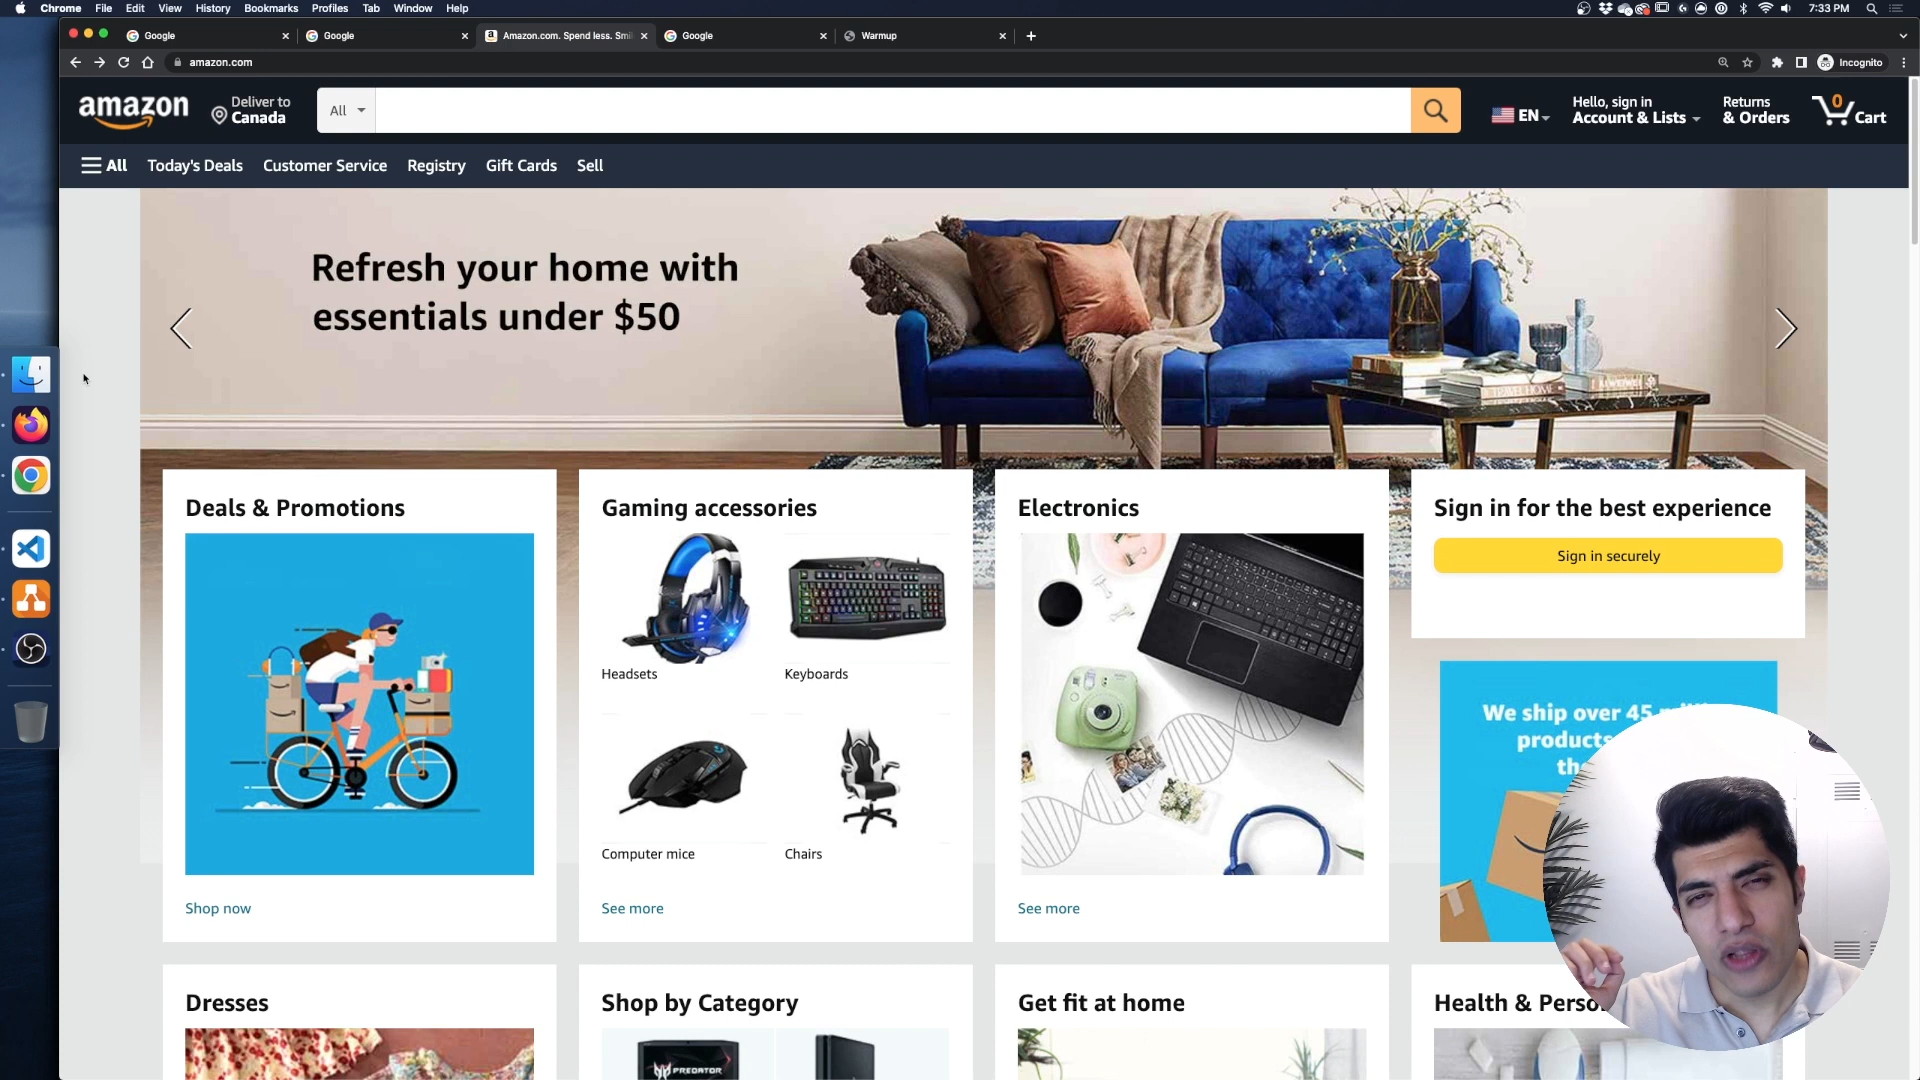 Chrome File Edit View History Bookmarks Profiles Tab Window Help
7:33 PM
Google
Google
Amazon.com. Spend less. Smi
Google
Warmup
amazon.com
Incognito
amazon
Deliver to
Canada
All
EN
Hello, sign in
Account & Lists
Returns
& Orders
0
Cart
All
Today's Deals
Customer Service
Registry
Gift Cards
Sell
Refresh your home with
essentials under $50
Deals & Promotions
Shop now
Gaming accessories
Headsets
Keyboards
Computer mice
Chairs
See more
Electronics
See more
Sign in for the best experience
Sign in securely
We ship over 45
products
Dresses
Shop by Category
PREDATOR
Get fit at home
Health &